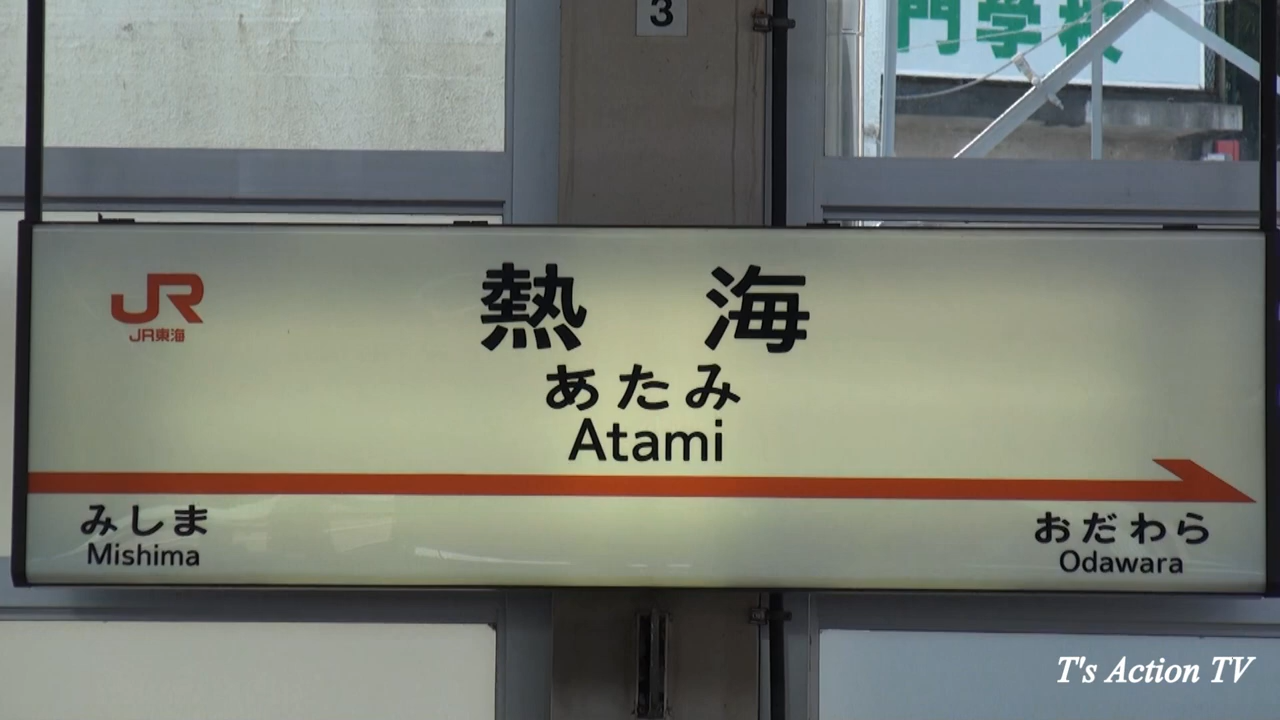 3
門学校
JR
JR東海
熱 海
あたみ
Atami
みしま
Mishima
おだわら
Odawara
T's Action TV